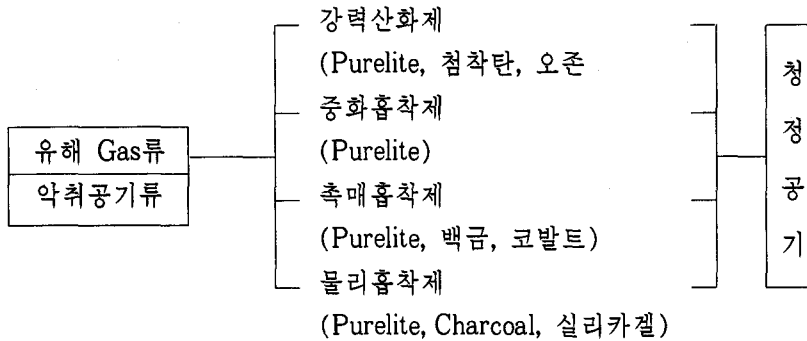 강력산화제
(Purelite, 첨착탄, 오존
중화흡착제
(Purelite)
촉매흡착제
(Purelite, 백금, 코발트)
물리흡착제
(Purelite, Charcoal, 실리카겔)
유해 Gas류
악취공기류
청
정
공
기